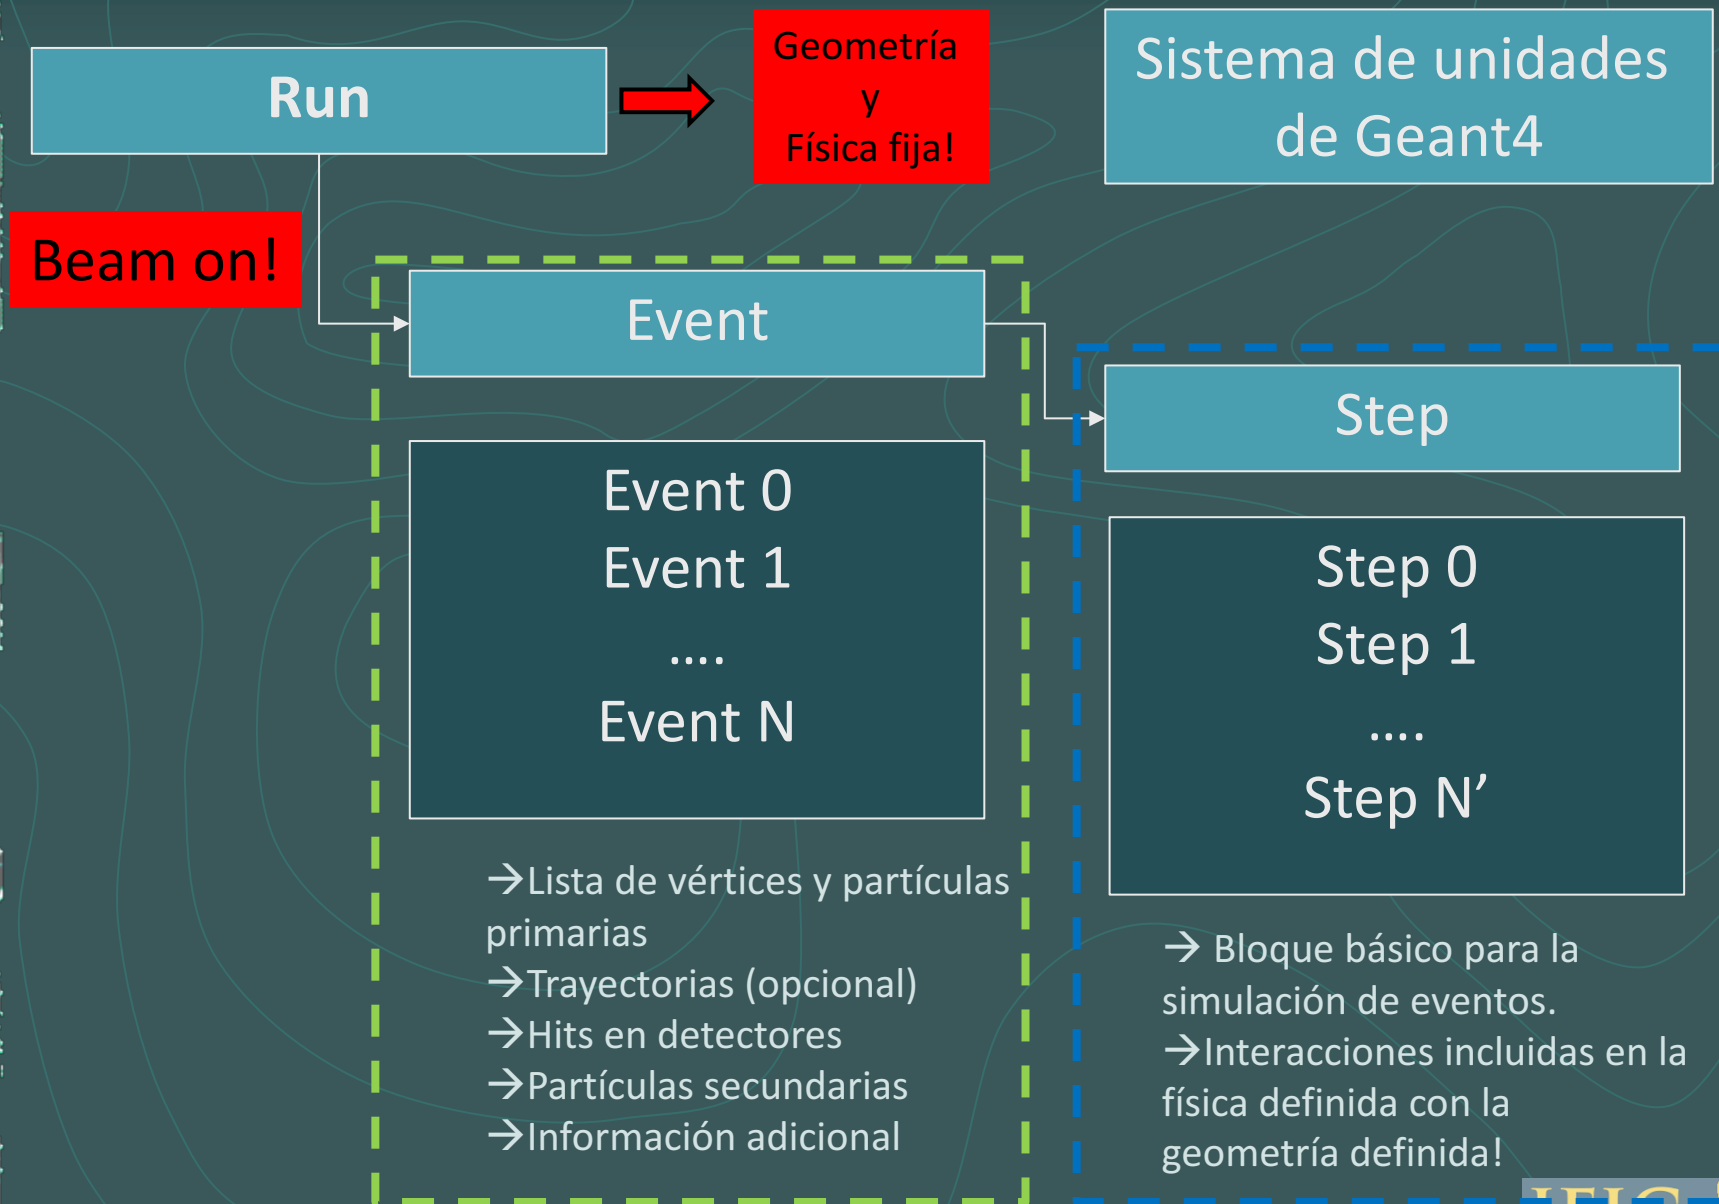 Run
Geometría
y
Física fija!
Sistema de unidades
de Geant4
Beam on!
Event
Event 0
Event 1
....
Event N
→Lista de vértices y partículas
primarias
→Trayectorias (opcional)
→Hits en detectores
→Partículas secundarias
→Información adicional
Step
Step 0
Step 1
....
Step N’
→ Bloque básico para la
simulación de eventos.
→Interacciones incluidas en la
física definida con la
geometría definida!